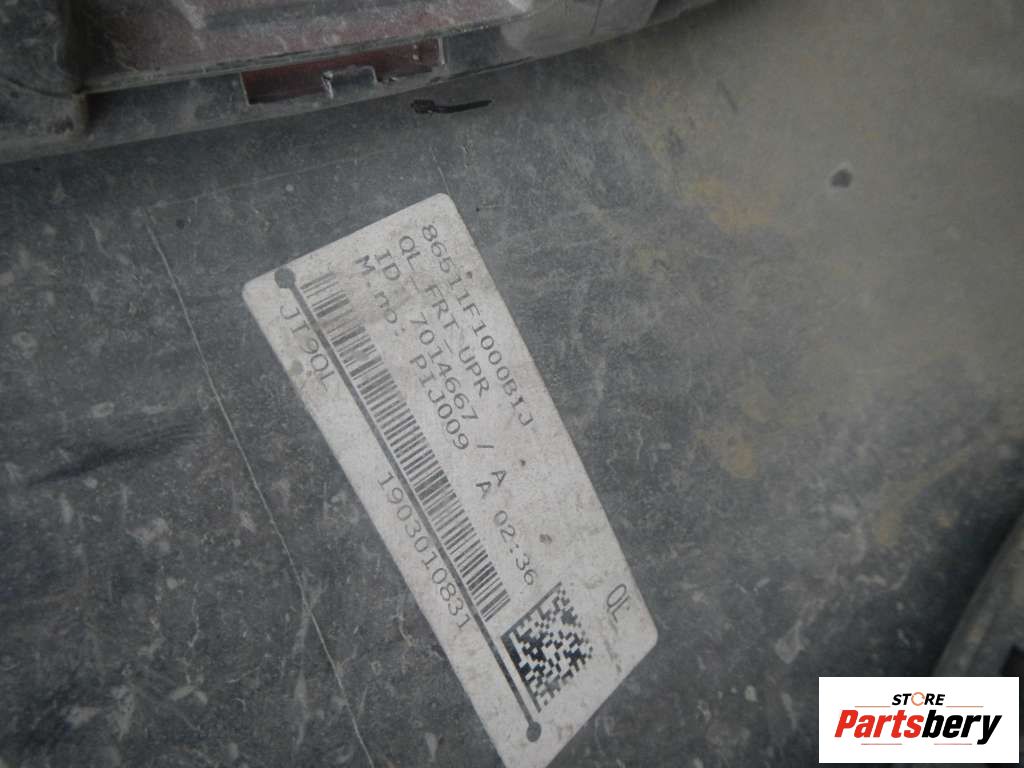 86511F1000B1J
QL FRT UPR
QL
ID: 7014667 / A
M.no: PIJ009 A 02:36
JT9QL 1903010831
STORE
Partsbery